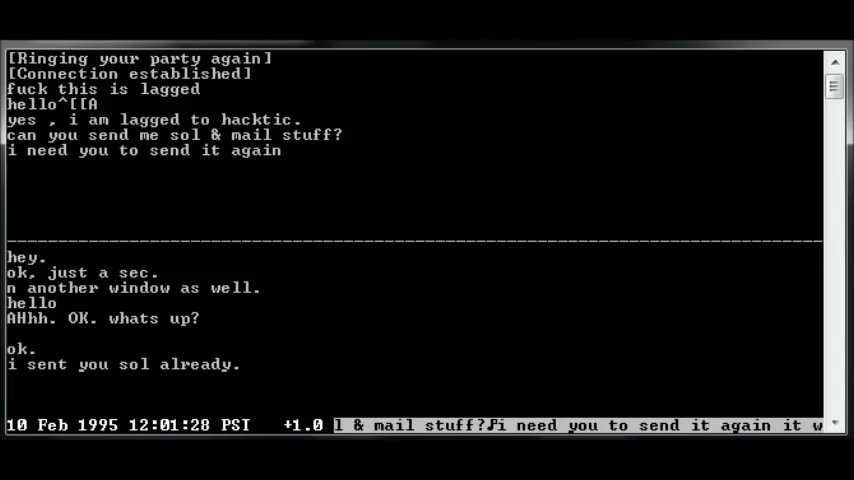 [Ringing your party again]
[Connection established]
fuck this is lagged
hello^[[A
yes , i am lagged to hacktic.
can you send me sol & mail stuff?
i need you to send it again
hey.
ok, just a sec.
n another window as well.
hello
AHhh. OK. whats up?
ok.
i sent you sol already.
10 Feb 1995 12:01:28 PSI +1.0 l & mail stuff?♪i need you to send it again it w